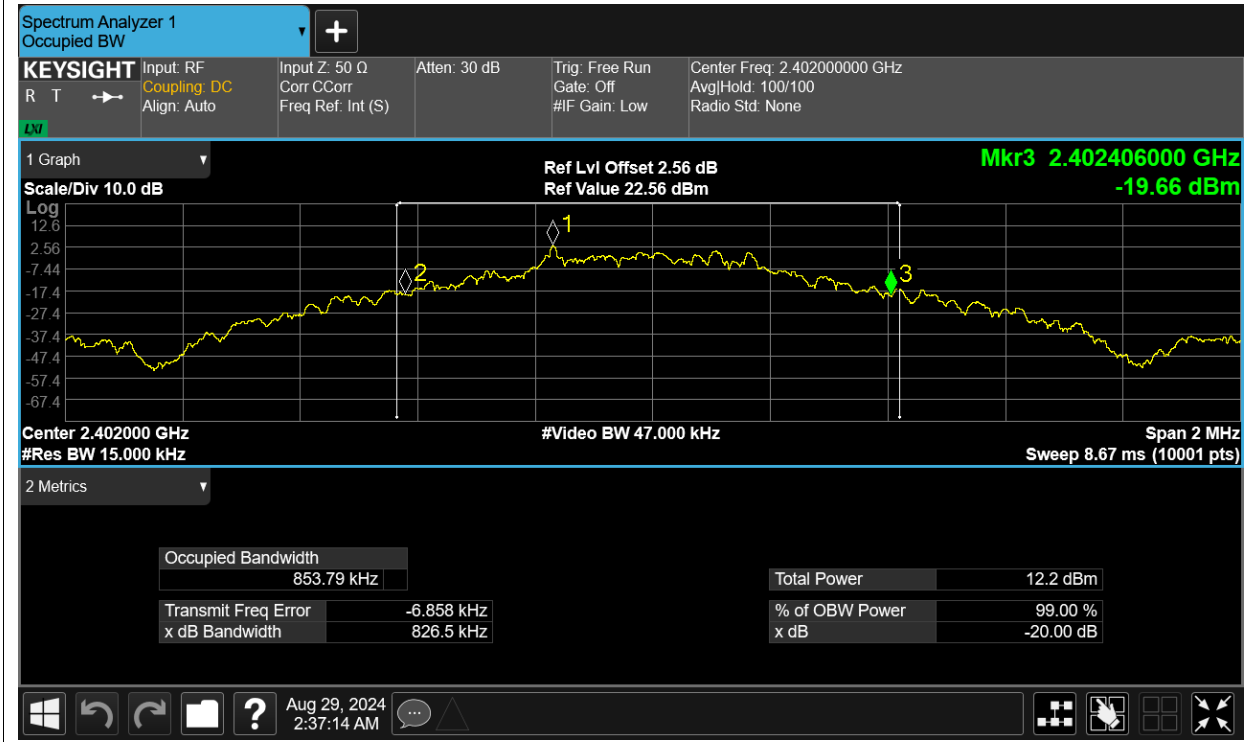 Spectrum Analyzer 1
Occupied BW
KEYSIGHT
R T
LXI
Input: RF
Coupling: DC
Align: Auto
Input Z: 50 Ω
Corr CCorr
Freq Ref: Int (S)
Atten: 30 dB
Trig: Free Run
Gate: Off
#IF Gain: Low
Center Freq: 2.402000000 GHz
Avg|Hold: 100/100
Radio Std: None
1 Graph
Scale/Div 10.0 dB
Ref Lvl Offset 2.56 dB
Ref Value 22.56 dBm
Mkr3 2.402406000 GHz
-19.66 dBm
Log
12.6
2.56
-7.44
-17.4
-27.4
-37.4
-47.4
-57.4
-67.4
1
2
3
Center 2.402000 GHz
#Video BW 47.000 kHz
Span 2 MHz
#Res BW 15.000 kHz
Sweep 8.67 ms (10001 pts)
2 Metrics
Occupied Bandwidth
853.79 kHz
Transmit Freq Error -6.858 kHz
x dB Bandwidth 826.5 kHz
Total Power 12.2 dBm
% of OBW Power 99.00 %
x dB -20.00 dB
?
Aug 29, 2024
2:37:14 AM